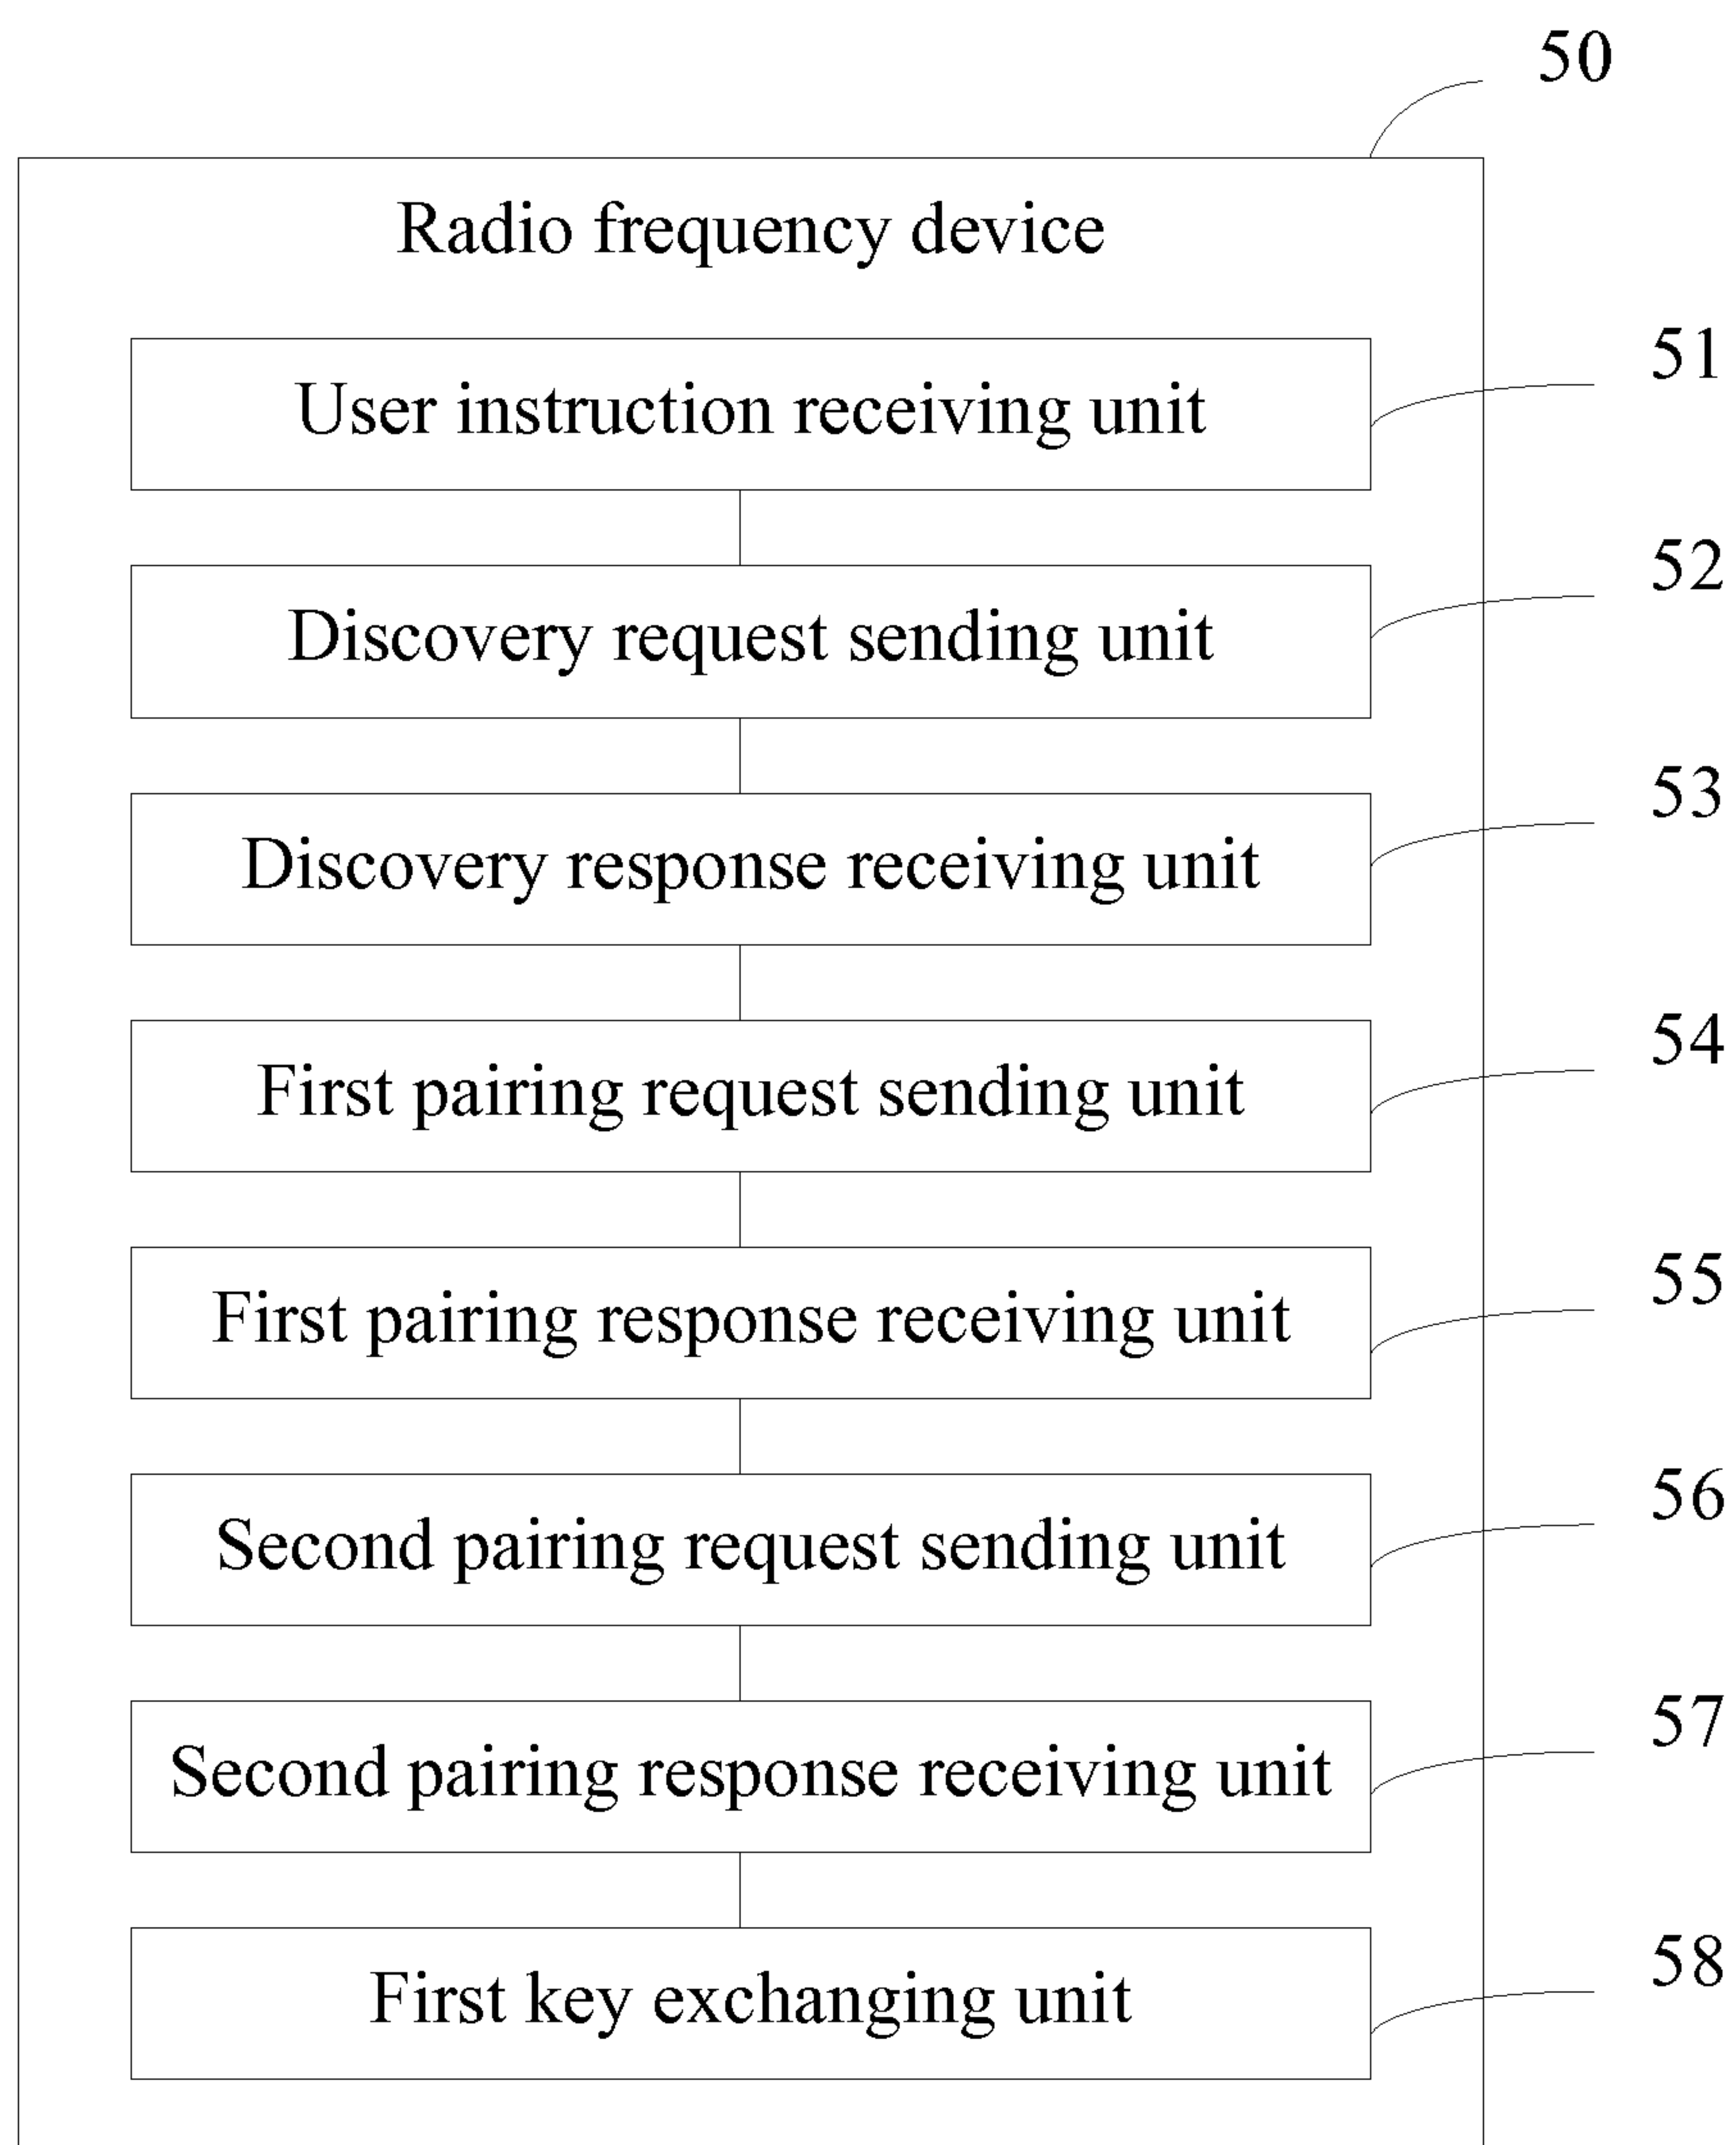 50
Radio frequency device
51
User instruction receiving unit
52
Discovery request sending unit
53
Discovery response receiving unit
54
First pairing request sending unit
55
First pairing response receiving unit
56
Second pairing request sending unit
57
Second pairing response receiving unit
58
First key exchanging unit